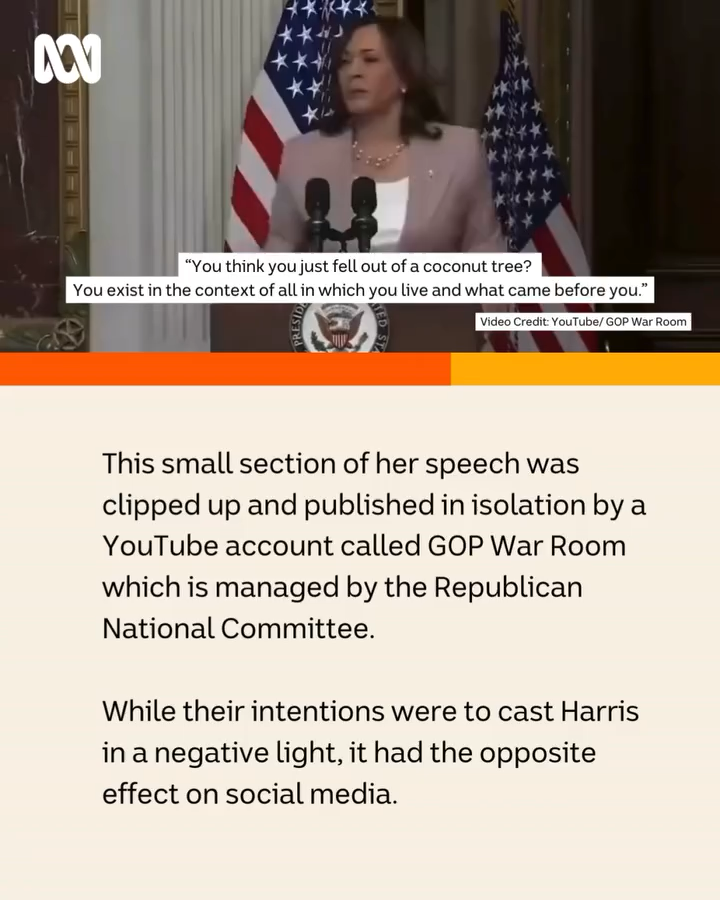 “You think you just fell out of a coconut tree?
You exist in the context of all in which you live and what came before you.”
Video Credit: YouTube/ GOP War Room
This small section of her speech was
clipped up and published in isolation by a
YouTube account called GOP War Room
which is managed by the Republican
National Committee.
While their intentions were to cast Harris
in a negative light, it had the opposite
effect on social media.